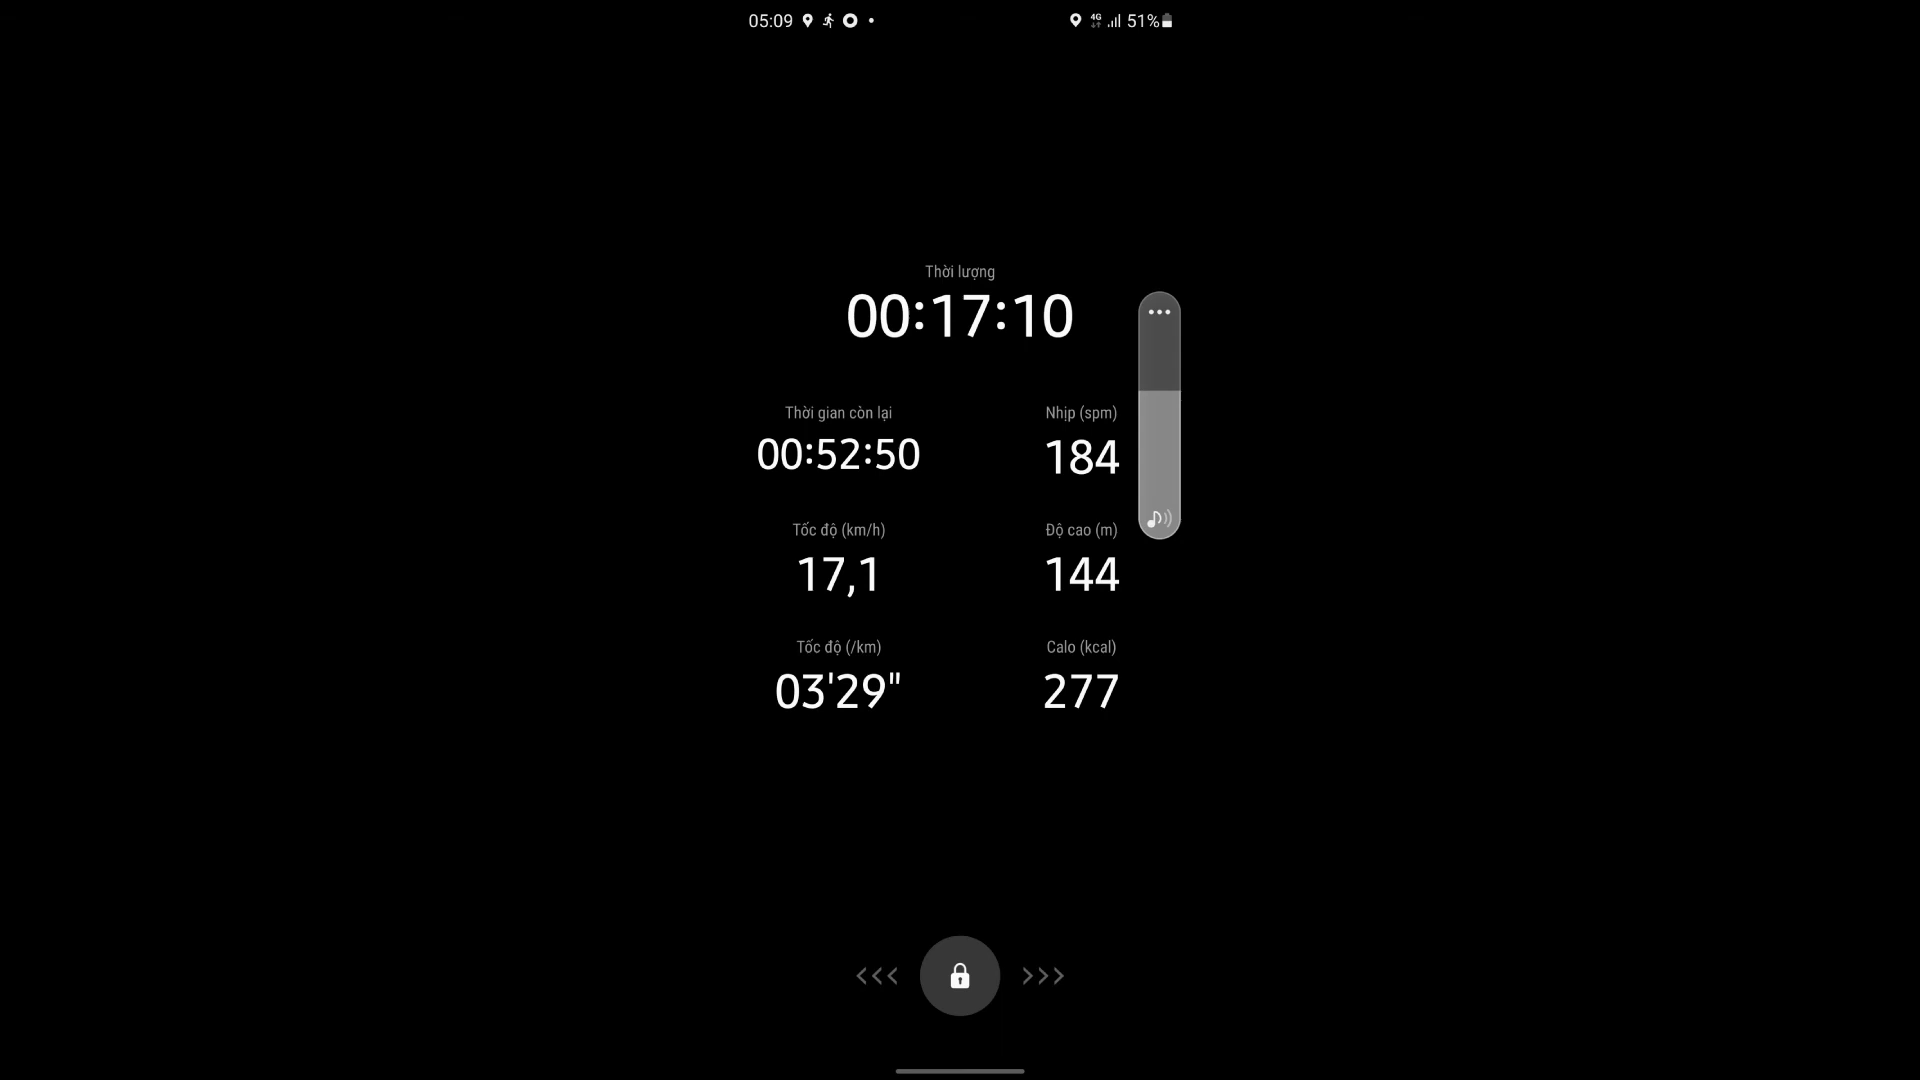 05:09 4G 51%
Thời lượng
00:17:10
Thời gian còn lại Nhịp (spm)
00:52:50 184
Tốc độ (km/h) Độ cao (m)
17,1 144
Tốc độ (/km) Calo (kcal)
03'29" 277